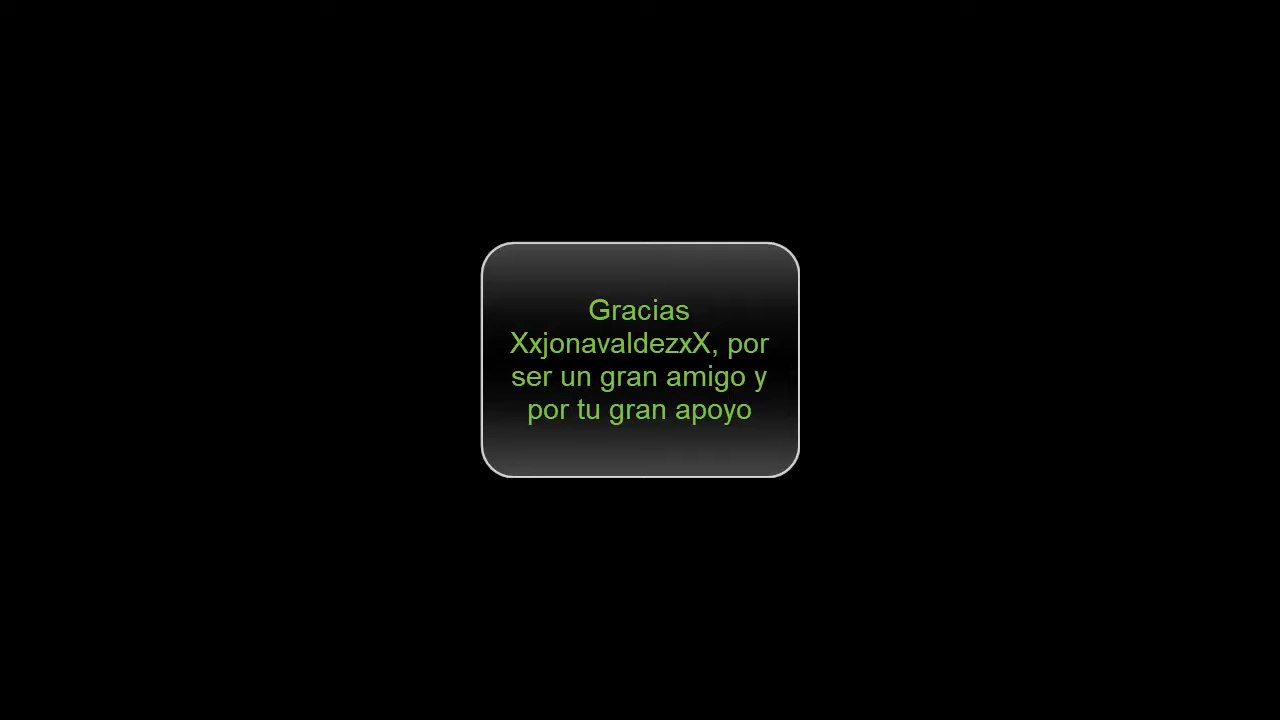 Gracias
XxjonavaldezxX, por
ser un gran amigo y
por tu gran apoyo